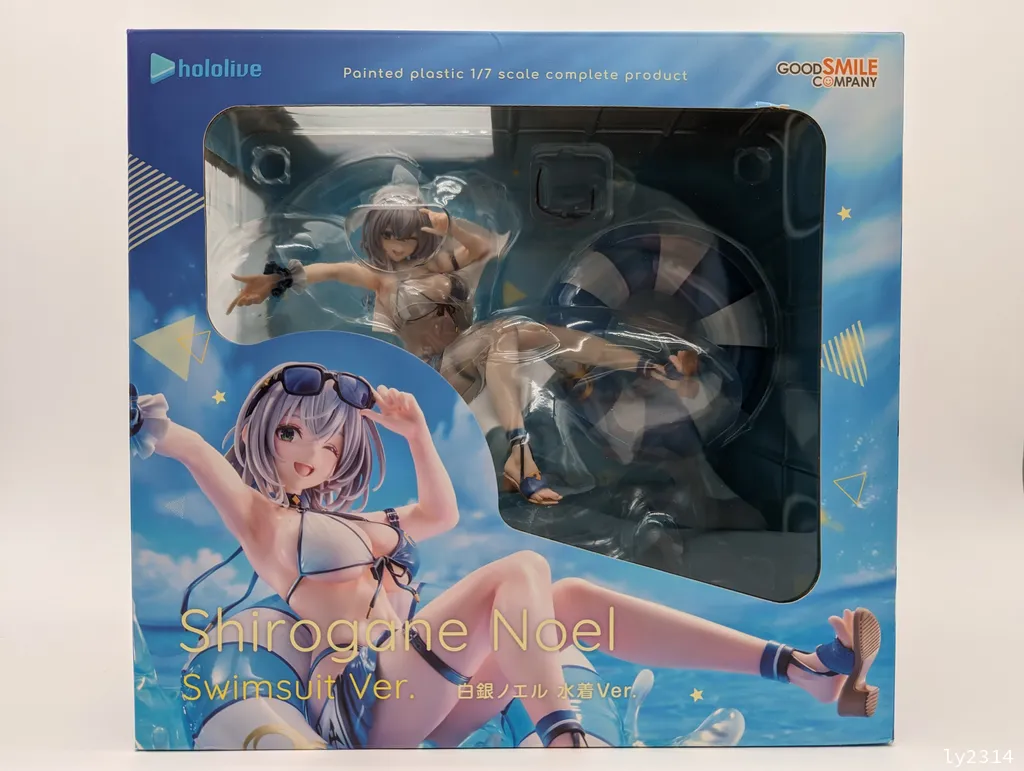 hololive
Painted plastic 1/7 scale complete product
GOOD SMILE
COMPANY
Shirogane Noel
Swimsuit Ver.
白銀ノエル 水着Ver.
ly2314